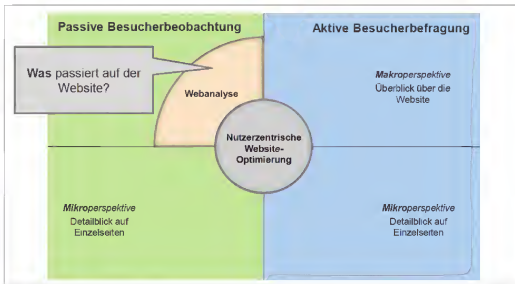 Passive Besucherbeobachtung
Aktive Besucherbefragung
Was passiert auf der
Website?
Webanalyse
Makroperspektive
Überblick über die
Website
Nutzerzentrische
Website-
Optimierung
Mikroperspektive
Detailblick auf
Einzelseiten
Mikroperspektive
Detailblick auf
Einzelseiten